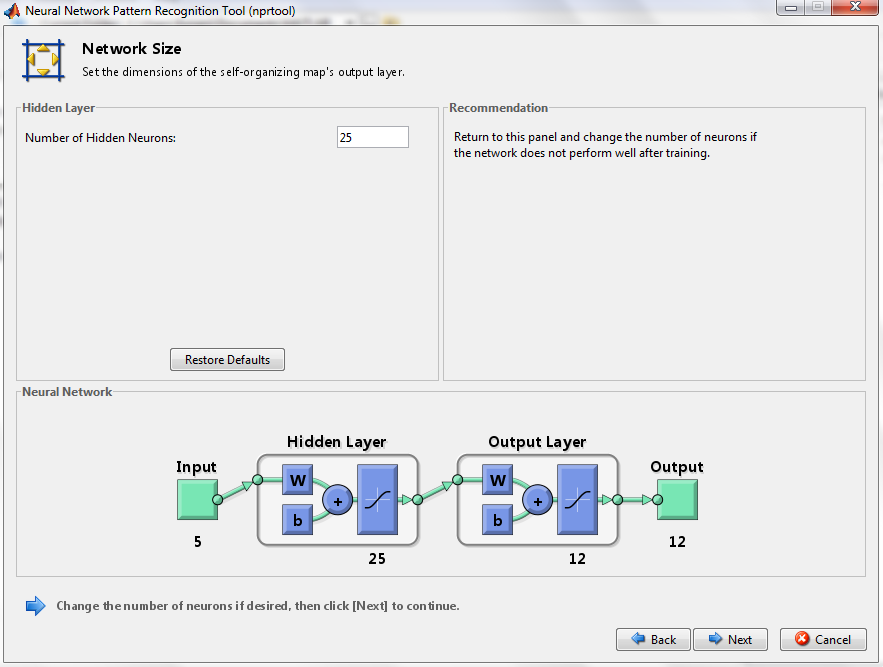 Neural Network Pattern Recognition Tool (nprtool)
Network Size
Set the dimensions of the self-organizing map's output layer.
Hidden Layer
Number of Hidden Neurons:
25
Restore Defaults
Recommendation
Return to this panel and change the number of neurons if
the network does not perform well after training.
Neural Network
Hidden Layer
Output Layer
Input
Output
W
b
+
W
b
+
5
25
12
12
Change the number of neurons if desired, then click [Next] to continue.
Back
Next
Cancel